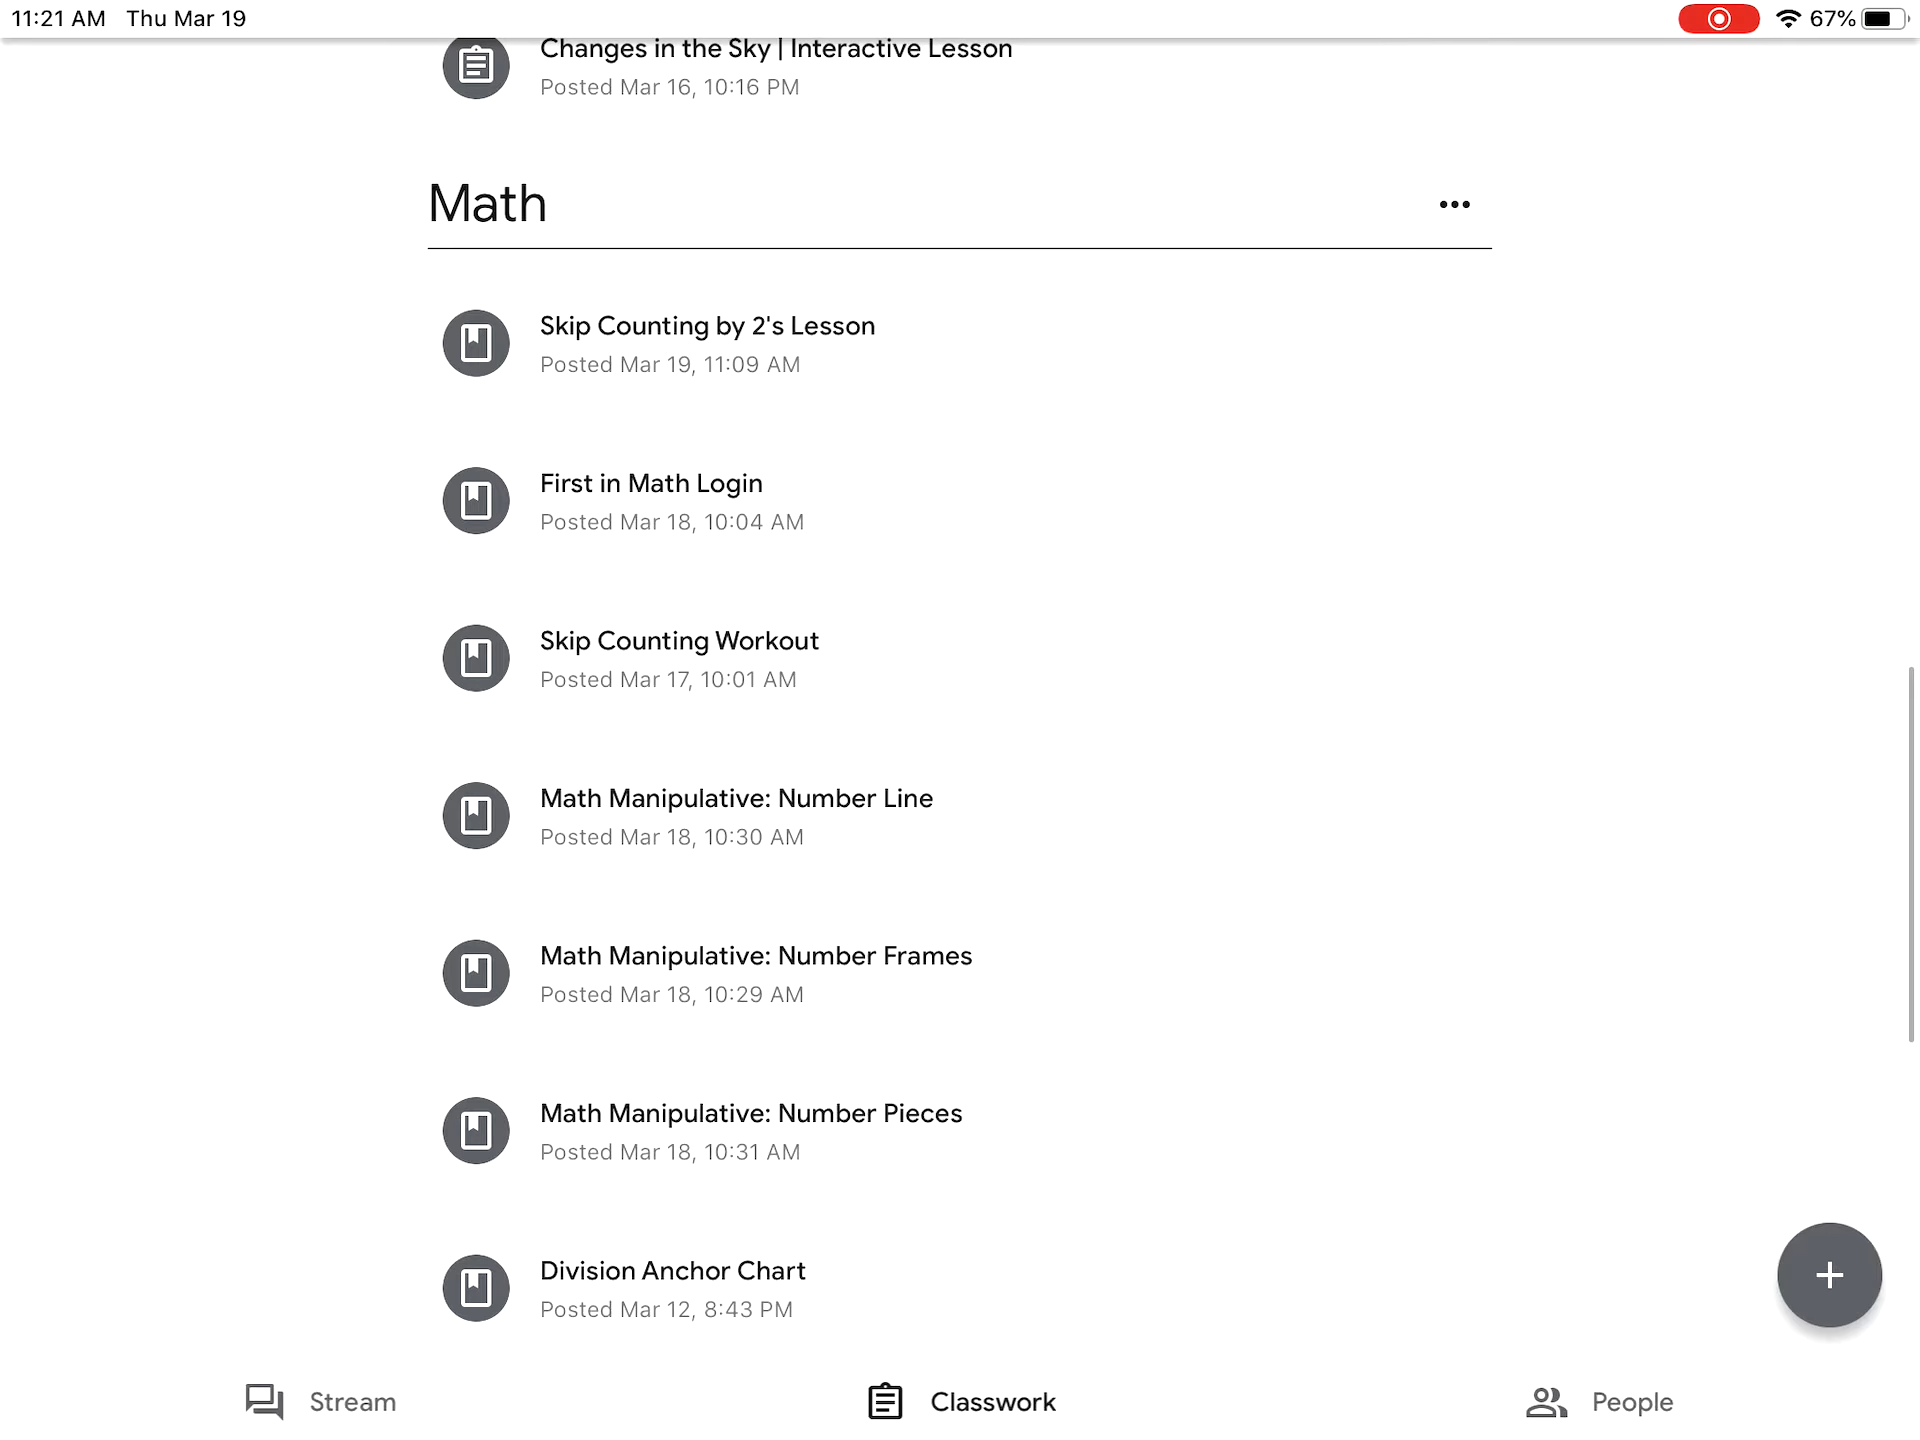 11:21 AM Thu Mar 19 67%
Changes in the Sky | Interactive Lesson
Posted Mar 16, 10:16 PM
Math
Skip Counting by 2's Lesson
Posted Mar 19, 11:09 AM
First in Math Login
Posted Mar 18, 10:04 AM
Skip Counting Workout
Posted Mar 17, 10:01 AM
Math Manipulative: Number Line
Posted Mar 18, 10:30 AM
Math Manipulative: Number Frames
Posted Mar 18, 10:29 AM
Math Manipulative: Number Pieces
Posted Mar 18, 10:31 AM
Division Anchor Chart
Posted Mar 12, 8:43 PM
Stream Classwork People